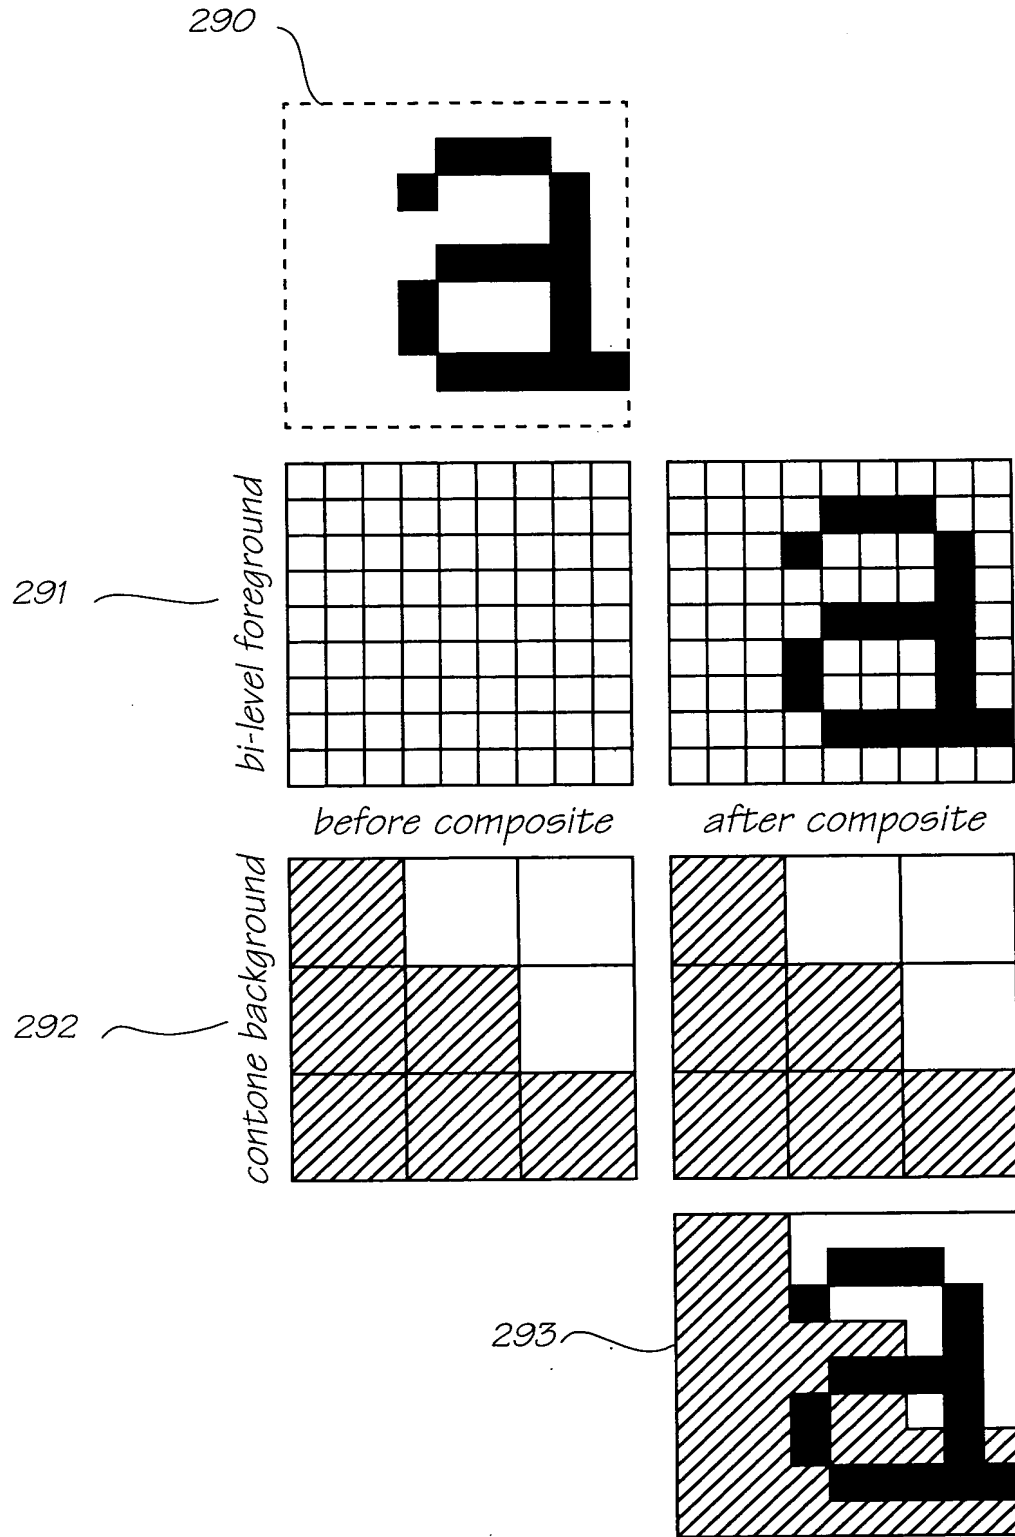 290
291
bi-level foreground
before composite
after composite
292
contone background
293